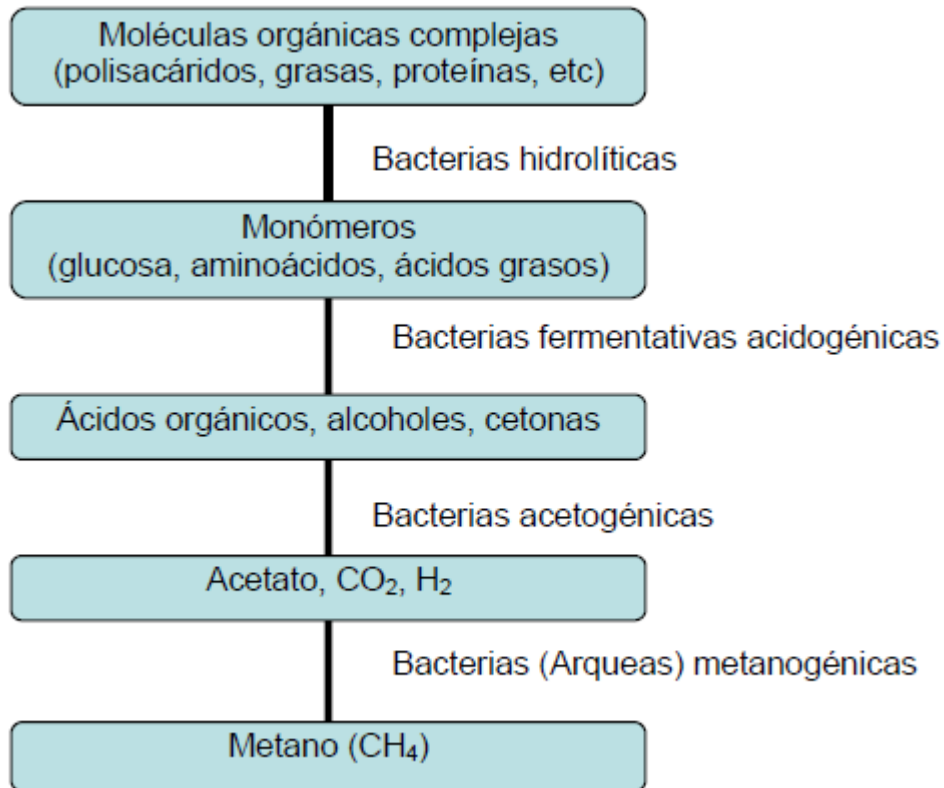 Moléculas orgánicas complejas
(polisacáridos, grasas, proteínas, etc)
Bacterias hidrolíticas
Monómeros
(glucosa, aminoácidos, ácidos grasos)
Bacterias fermentativas acidogénicas
Ácidos orgánicos, alcoholes, cetonas
Bacterias acetogénicas
Acetato, CO₂, H₂
Bacterias (Arqueas) metanogénicas
Metano (CH₄)